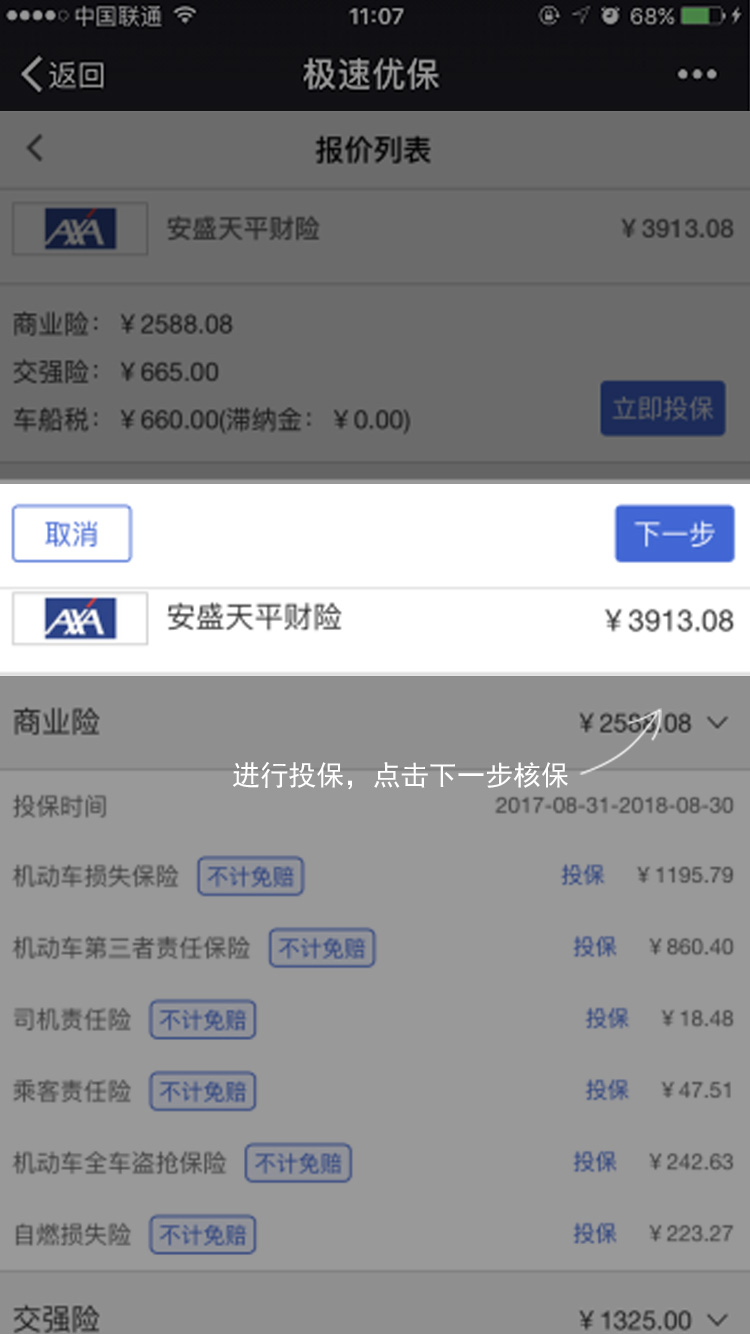 中国联通 11:07 68%
返回 极速优保
报价列表
AXA 安盛天平财险 ¥3913.08
商业险：¥2588.08
交强险：¥665.00
车船税：¥660.00(滞纳金：¥0.00)
立即投保
取消 下一步
AXA 安盛天平财险 ¥3913.08
商业险 ¥2588.08
进行投保，点击下一步核保
投保时间 2017-08-31-2018-08-30
机动车损失保险 不计免赔 投保 ¥1195.79
机动车第三者责任保险 不计免赔 投保 ¥860.40
司机责任险 不计免赔 投保 ¥18.48
乘客责任险 不计免赔 投保 ¥47.51
机动车全车盗抢保险 不计免赔 投保 ¥242.63
自燃损失险 不计免赔 投保 ¥223.27
交强险 ¥1325.00